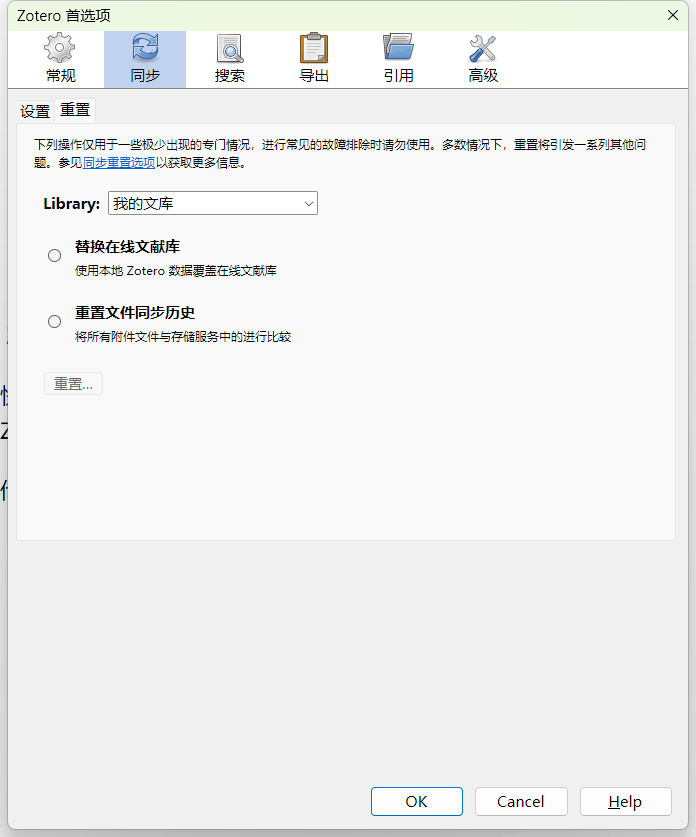 Zotero 首选项
常规 同步 搜索 导出 引用 高级
设置 重置
下列操作仅用于一些极少出现的专门情况，进行常见的故障排除时请勿使用。多数情况下，重置将引发一系列其他问
题。参见同步重置选项以获取更多信息。
Library: 我的文库
替换在线文献库
使用本地 Zotero 数据覆盖在线文献库
重置文件同步历史
将所有附件文件与存储服务中的进行比较
重置...
OK Cancel Help